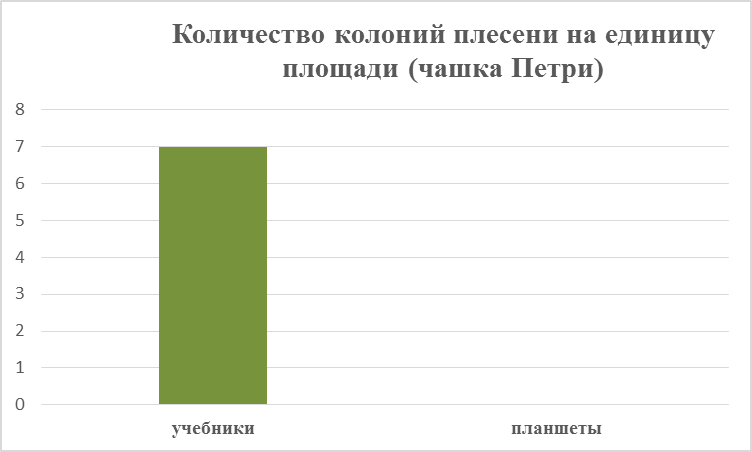 Количество колоний плесени на единицу
площади (чашка Петри)
8
7
6
5
4
3
2
1
0
учебники
планшеты